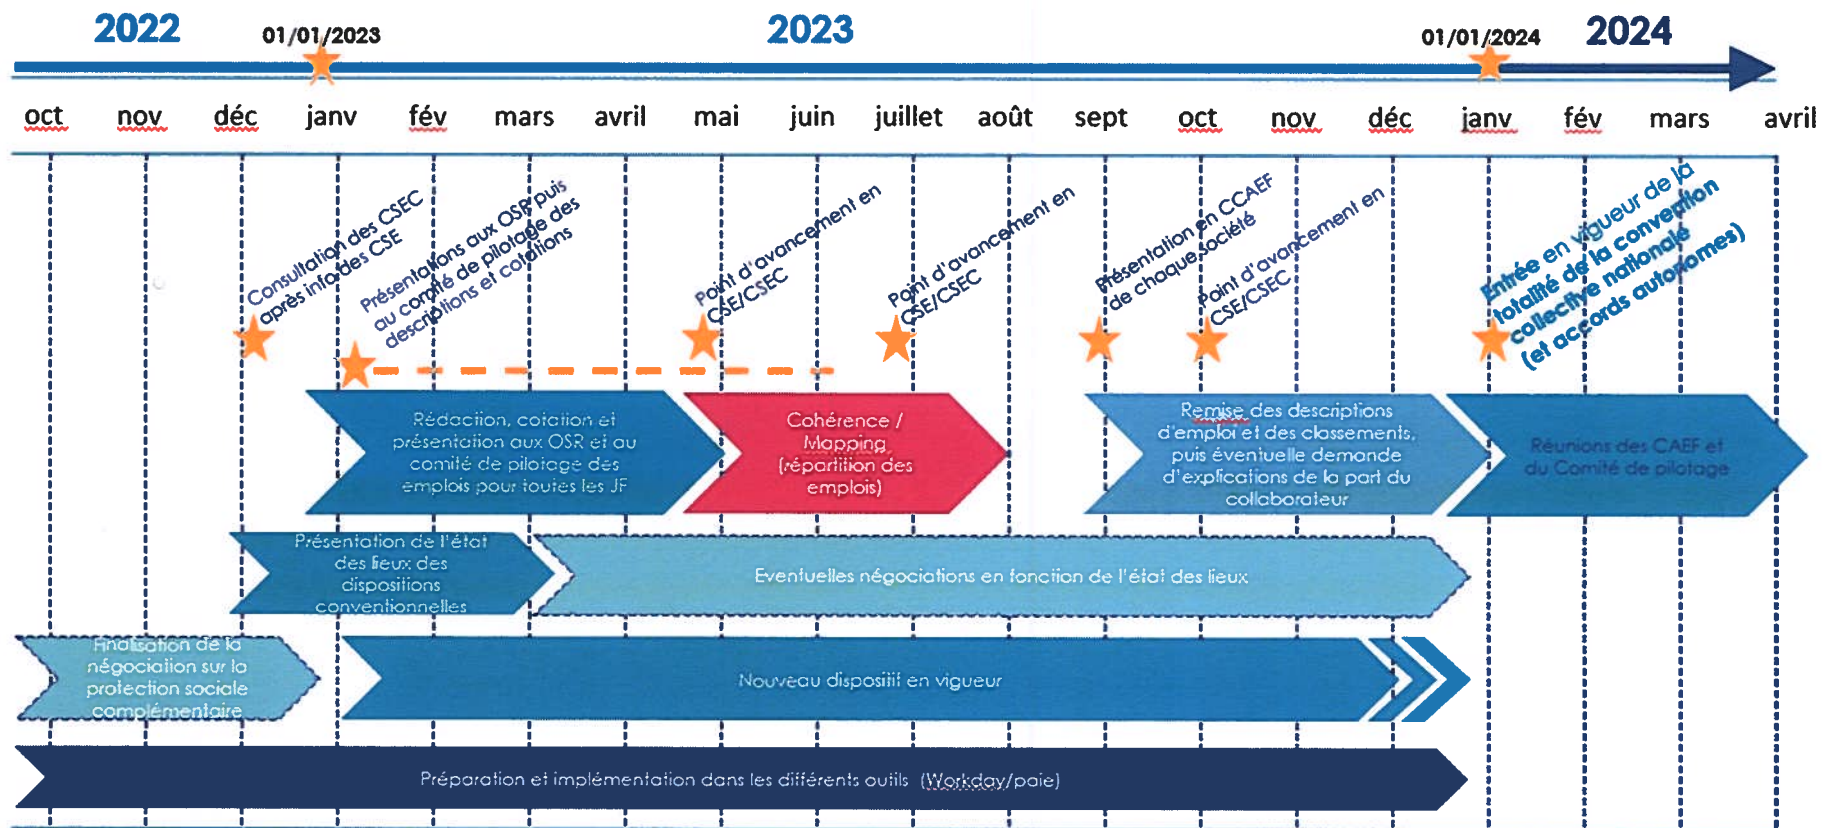 2022
01/01/2023
2023
01/01/2024
2024
oct nov déc janv fév mars avril mai juin juillet août sept oct nov déc janv fév mars avril
Consultation des CSEC
après info des CSE
Présentations aux OSR puis
au comité de pilotage des
descriptions et cotations
Point d'avancement en
CSE/CSEC
Point d'avancement en
CSE/CSEC
Présentation en CCAEF
de chaque société
Point d'avancement en
CSE/CSEC
Entrée en vigueur de la
totalité de la convention
collective nationale
(et accords autonomes)
Rédaction, cotation et
présentation aux OSR et au
comité de pilotage des
emplois pour toutes les JF
Cohérence /
Mapping
(répartition des
emplois)
Remise des descriptions
d'emploi et des classements,
puis éventuelle demande
d'explications de la part du
collaborateur
Réunions des CAEF et
du Comité de pilotage
Présentation de l'état
des lieux des
dispositions
conventionnelles
Eventuelles négociations en fonction de l'état des lieux
Finalisation de la
négociation sur la
protection sociale
complémentaire
Nouveau dispositif en vigueur
Préparation et implémentation dans les différents outils (Workday/paie)